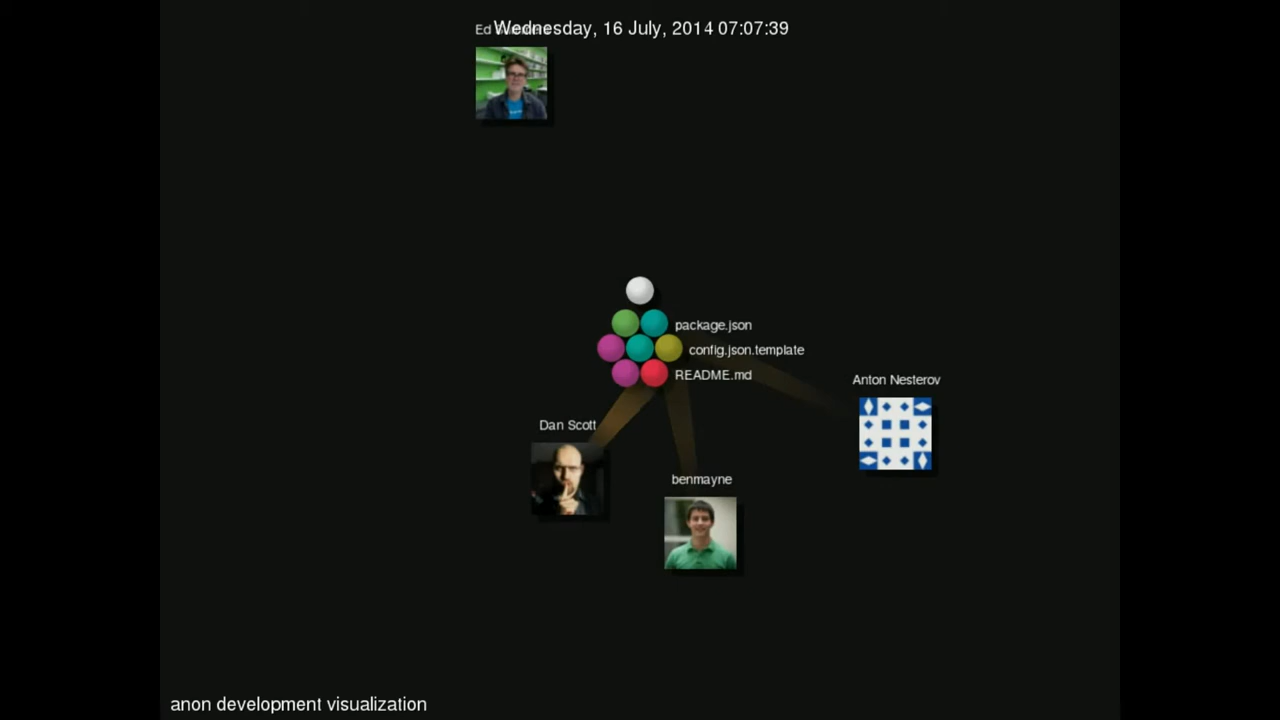 Ed
Wednesday, 16 July, 2014 07:07:39
package.json
config.json.template
README.md
Anton Nesterov
Dan Scott
benmayne
anon development visualization